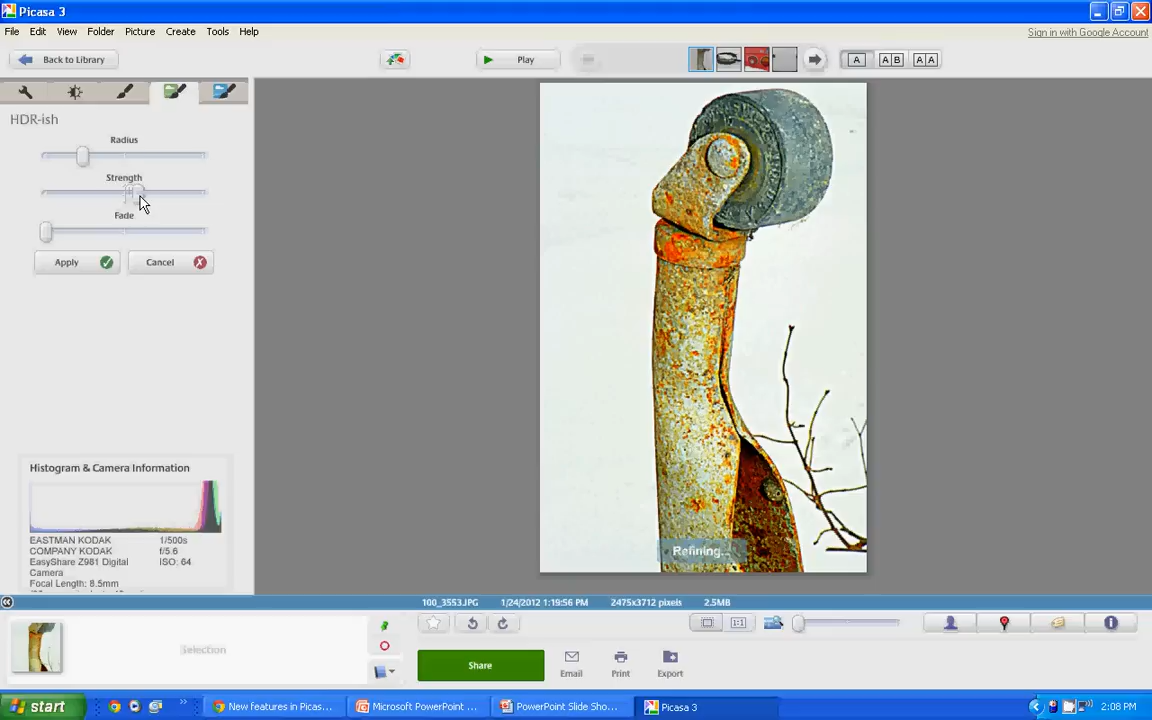 Picasa 3
File Edit View Folder Picture Create Tools Help
Sign in with Google Account
Back to Library
Play
A
A B
A A
HDR-ish
Radius
Strength
Fade
Apply
Cancel
Histogram & Camera Information
EASTMAN KODAK 1/500s
COMPANY KODAK f/5.6
EasyShare Z981 Digital ISO: 64
Camera
Focal Length: 8.5mm
Refining...
100_3553.JPG 1/24/2012 1:19:56 PM 2475x3712 pixels 2.5MB
1:1
Selection
Share
Email
Print
Export
start
New features in Picas...
Microsoft PowerPoint ...
PowerPoint Slide Sho...
Picasa 3
2:08 PM